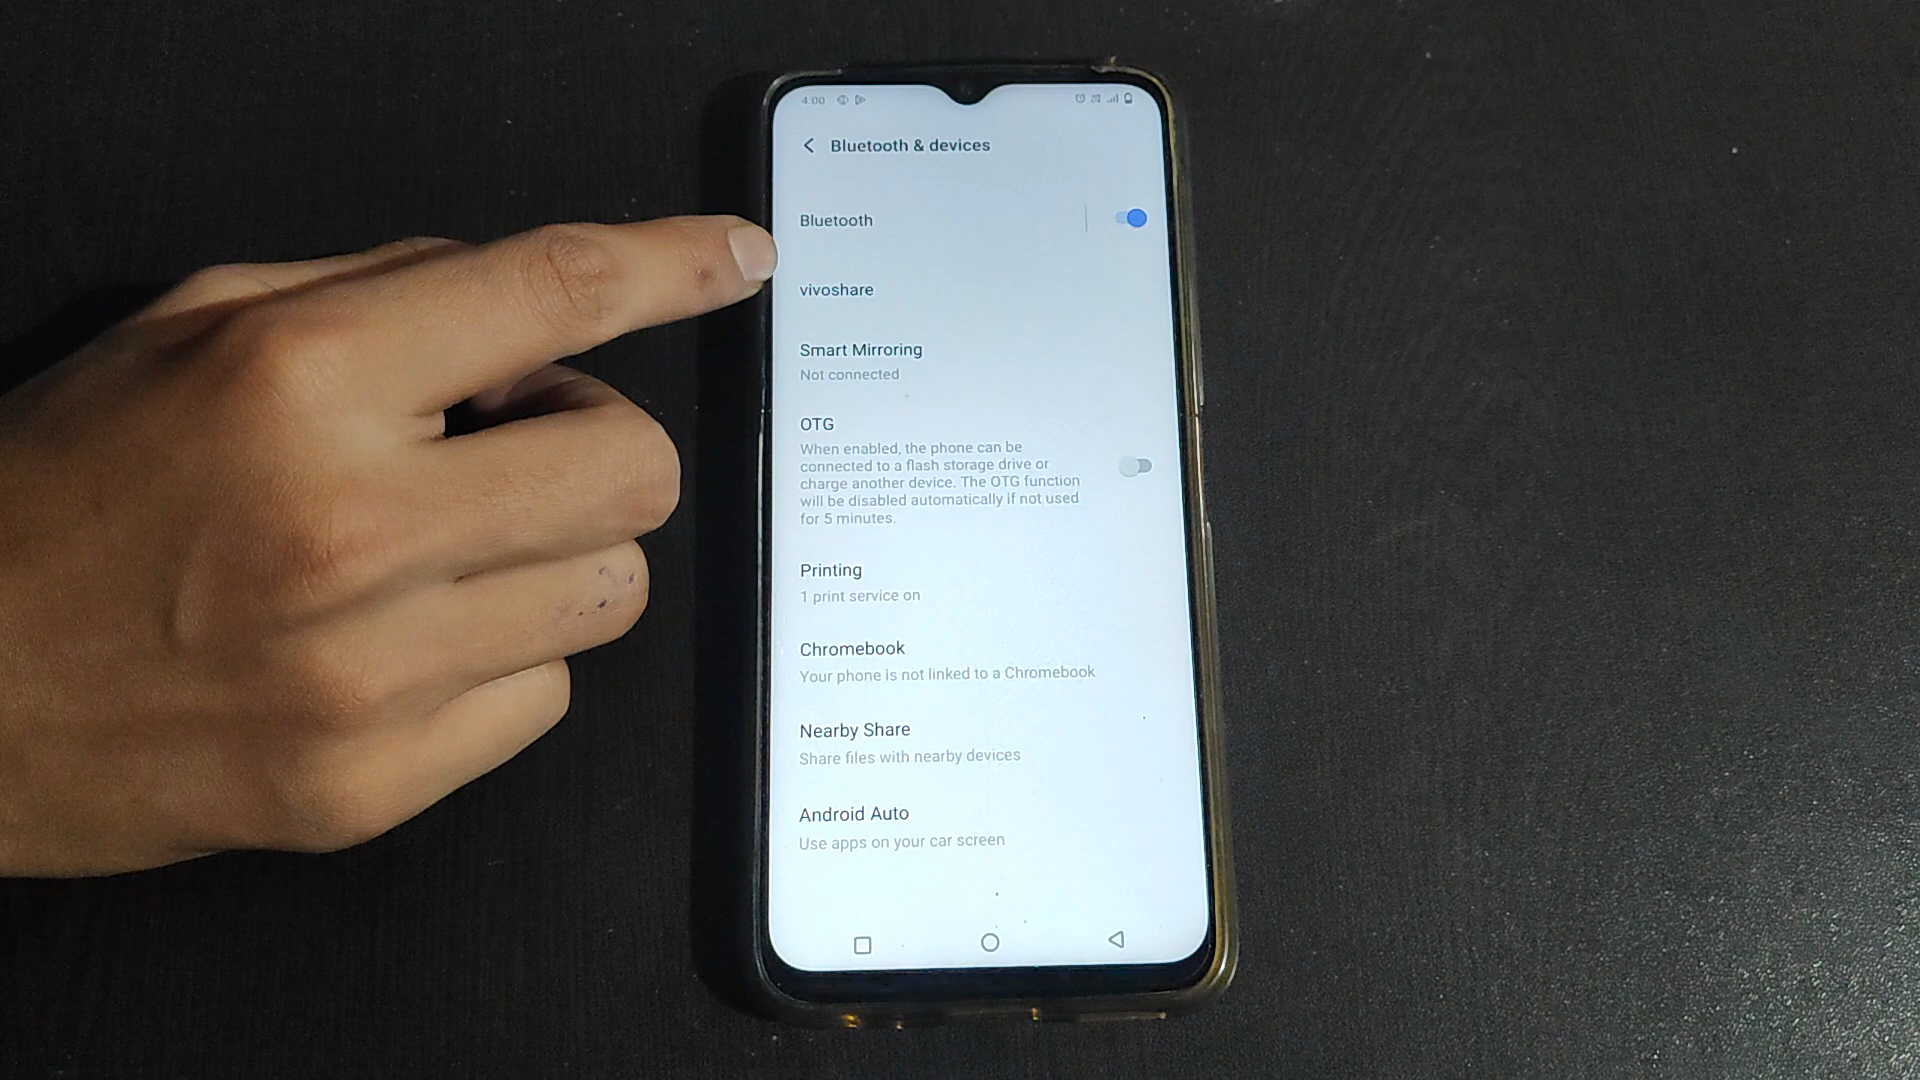 4:00
Bluetooth & devices
Bluetooth
vivoshare
Smart Mirroring
Not connected
OTG
When enabled, the phone can be
connected to a flash storage drive or
charge another device. The OTG function
will be disabled automatically if not used
for 5 minutes.
Printing
1 print service on
Chromebook
Your phone is not linked to a Chromebook
Nearby Share
Share files with nearby devices
Android Auto
Use apps on your car screen